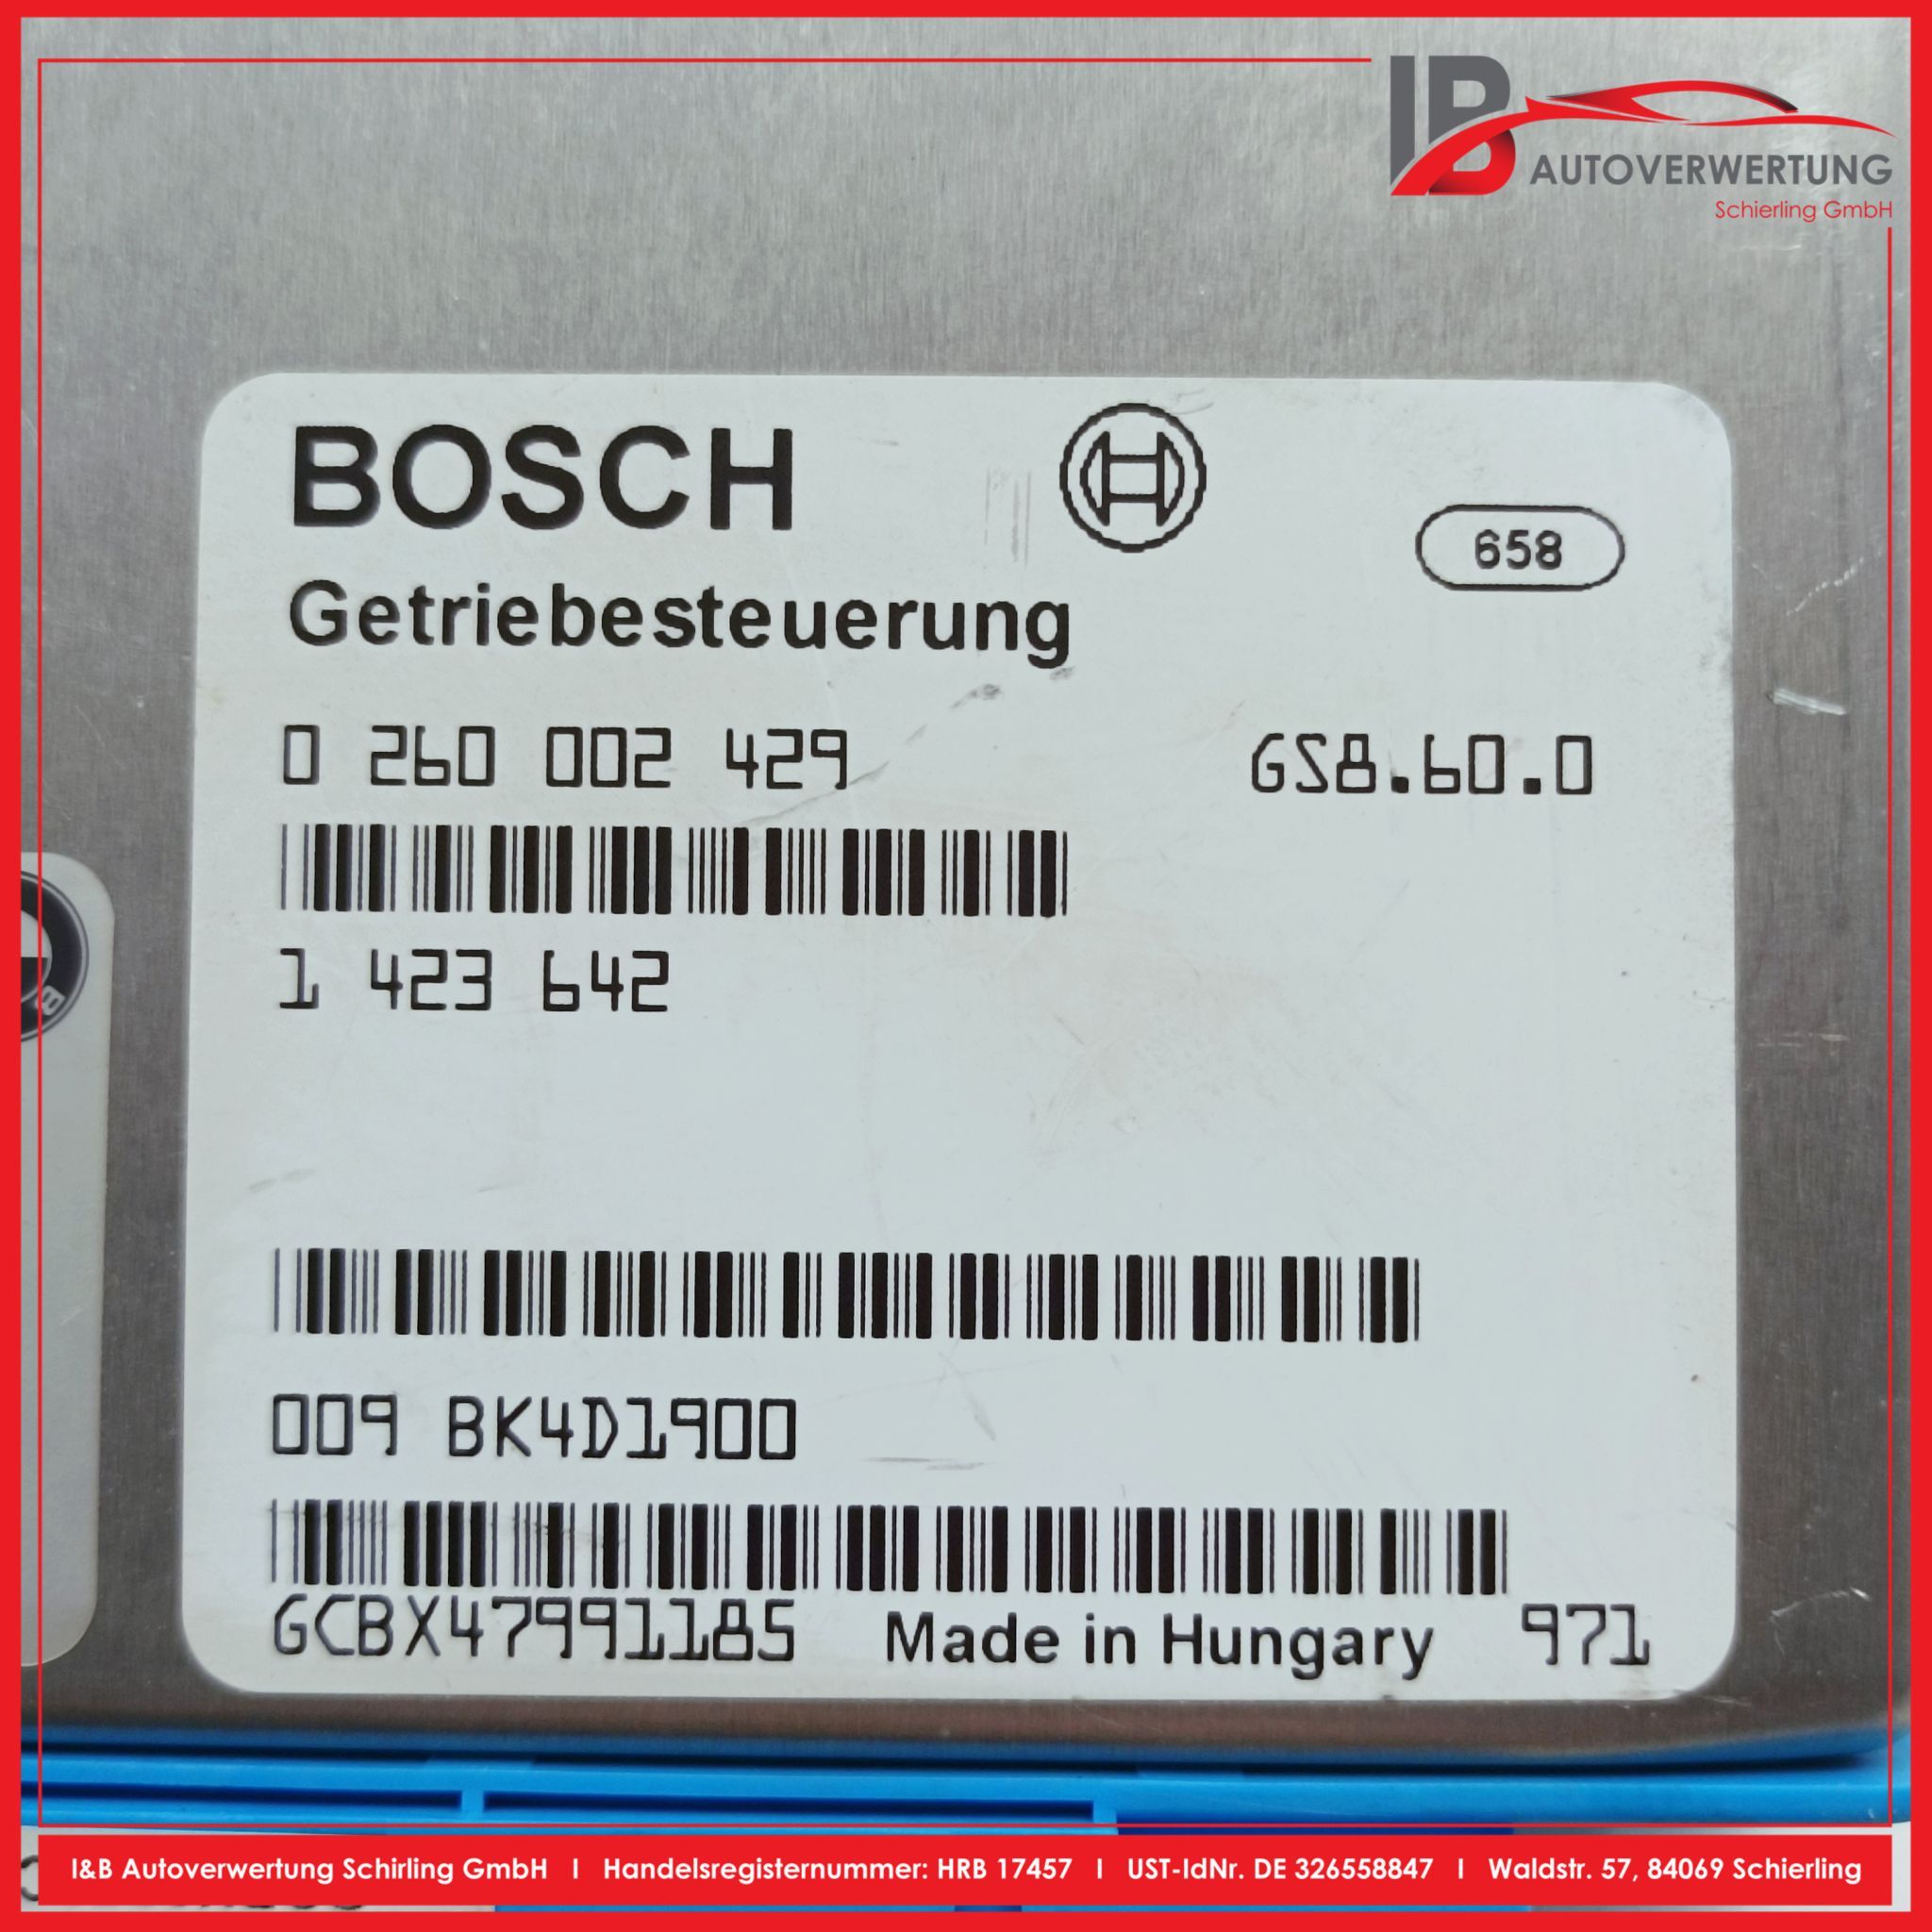 IB AUTOVERWERTUNG
Schierling GmbH
BOSCH
658
Getriebesteuerung
0 260 002 429 GS8.60.0
1 423 642
009 BK4D1900
GCBX47991185 Made in Hungary 971
I&B Autoverwertung Schirling GmbH I Handelsregisternummer: HRB 17457 I UST-IdNr. DE 326558847 I Waldstr. 57, 84069 Schierling